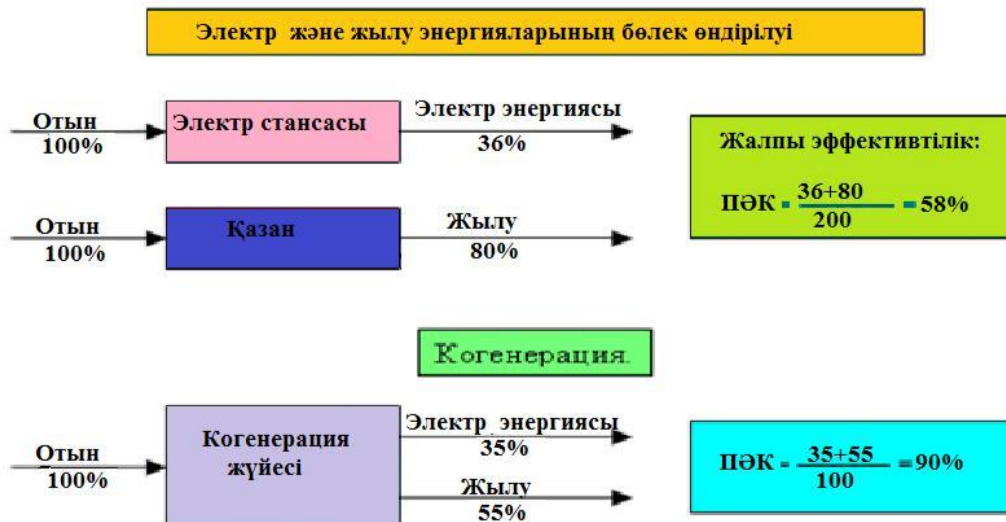 Электр және жылу энергияларының бөлек өндірілуі
Отын
100%
Электр стансасы
Электр энергиясы
36%
Жалпы эффективтілік:
ПӘК = 36+80
200
= 58%
Отын
100%
Қазан
Жылу
80%
Когенерация.
Отын
100%
Когенерация
жүйесі
Электр энергиясы
35%
Жылу
55%
ПӘК = 35+55
100
=90%